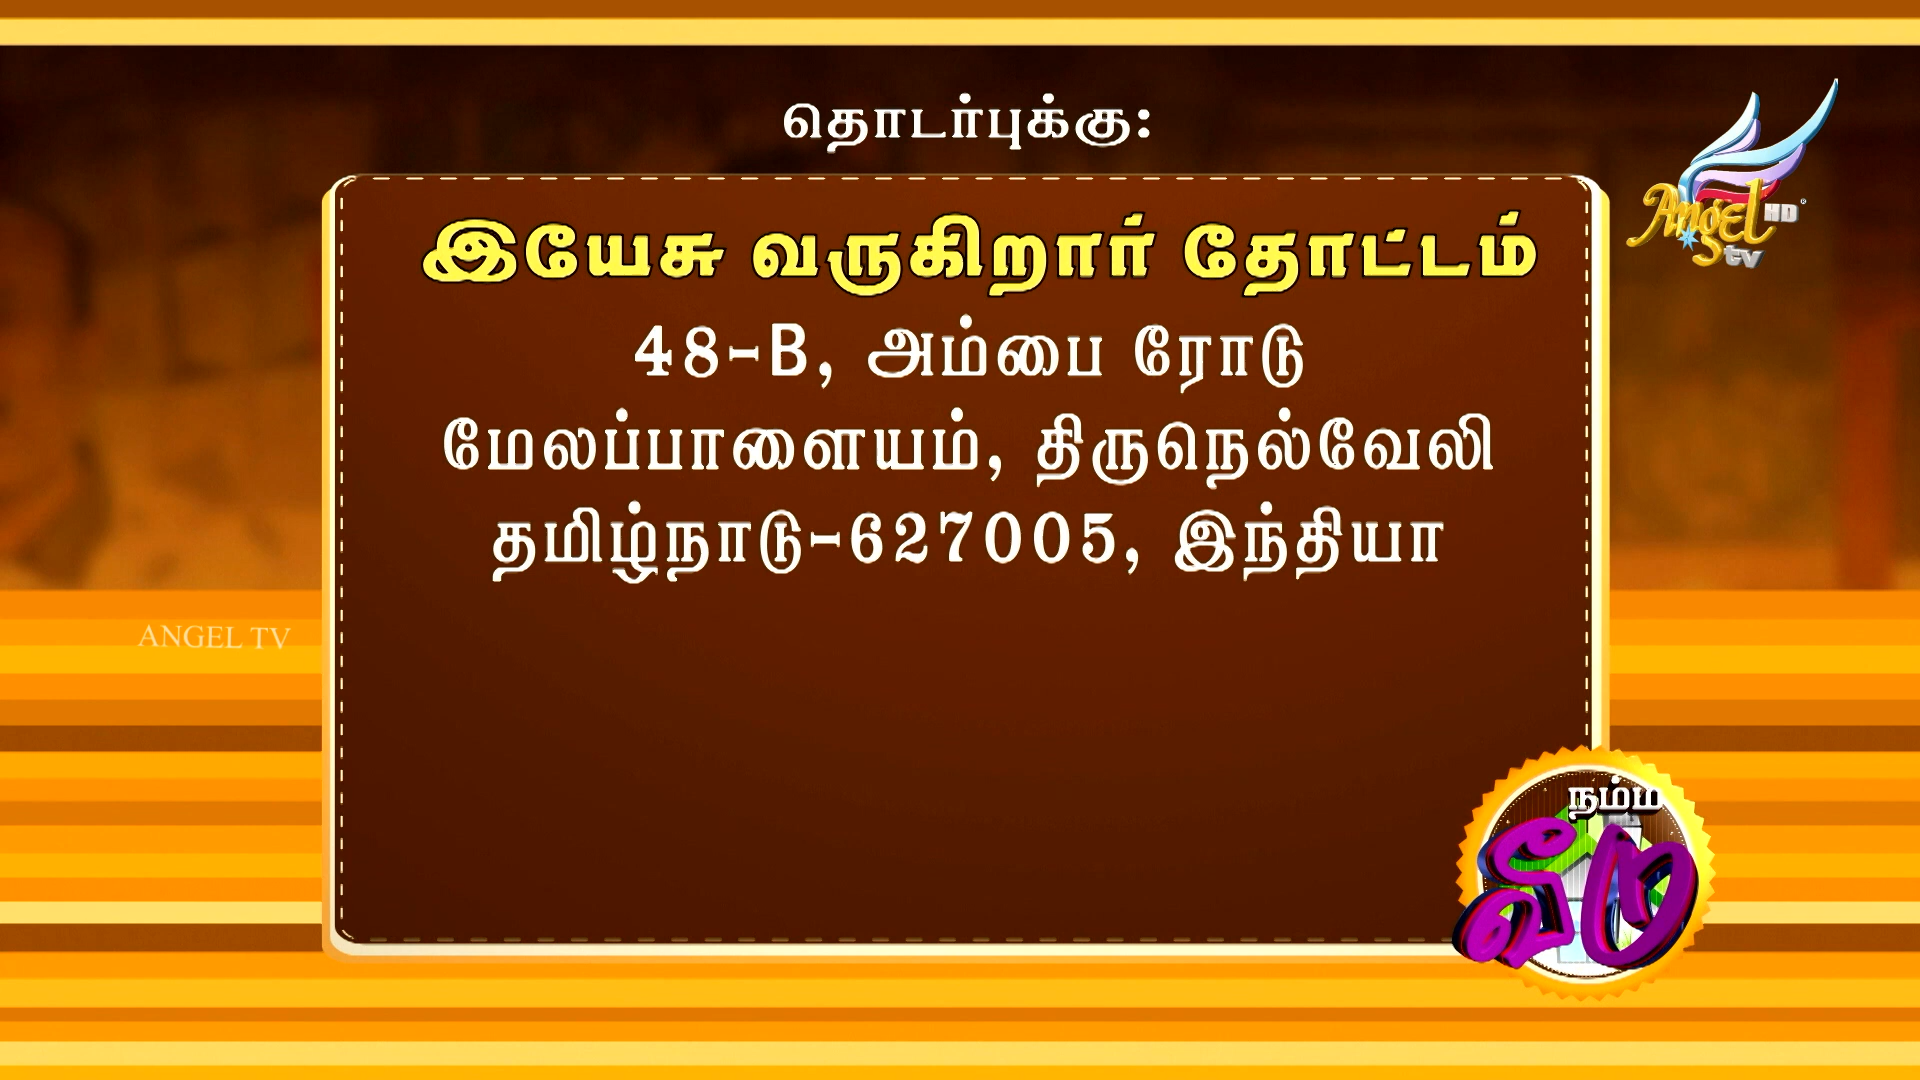 தொடர்புக்கு:
Angel HD
tv
இயேசு வருகிறார் தோட்டம்
48-B, அம்பை ரோடு
மேலப்பாளையம், திருநெல்வேலி
தமிழ்நாடு-627005, இந்தியா
ANGEL TV
நம்ம
வீடு